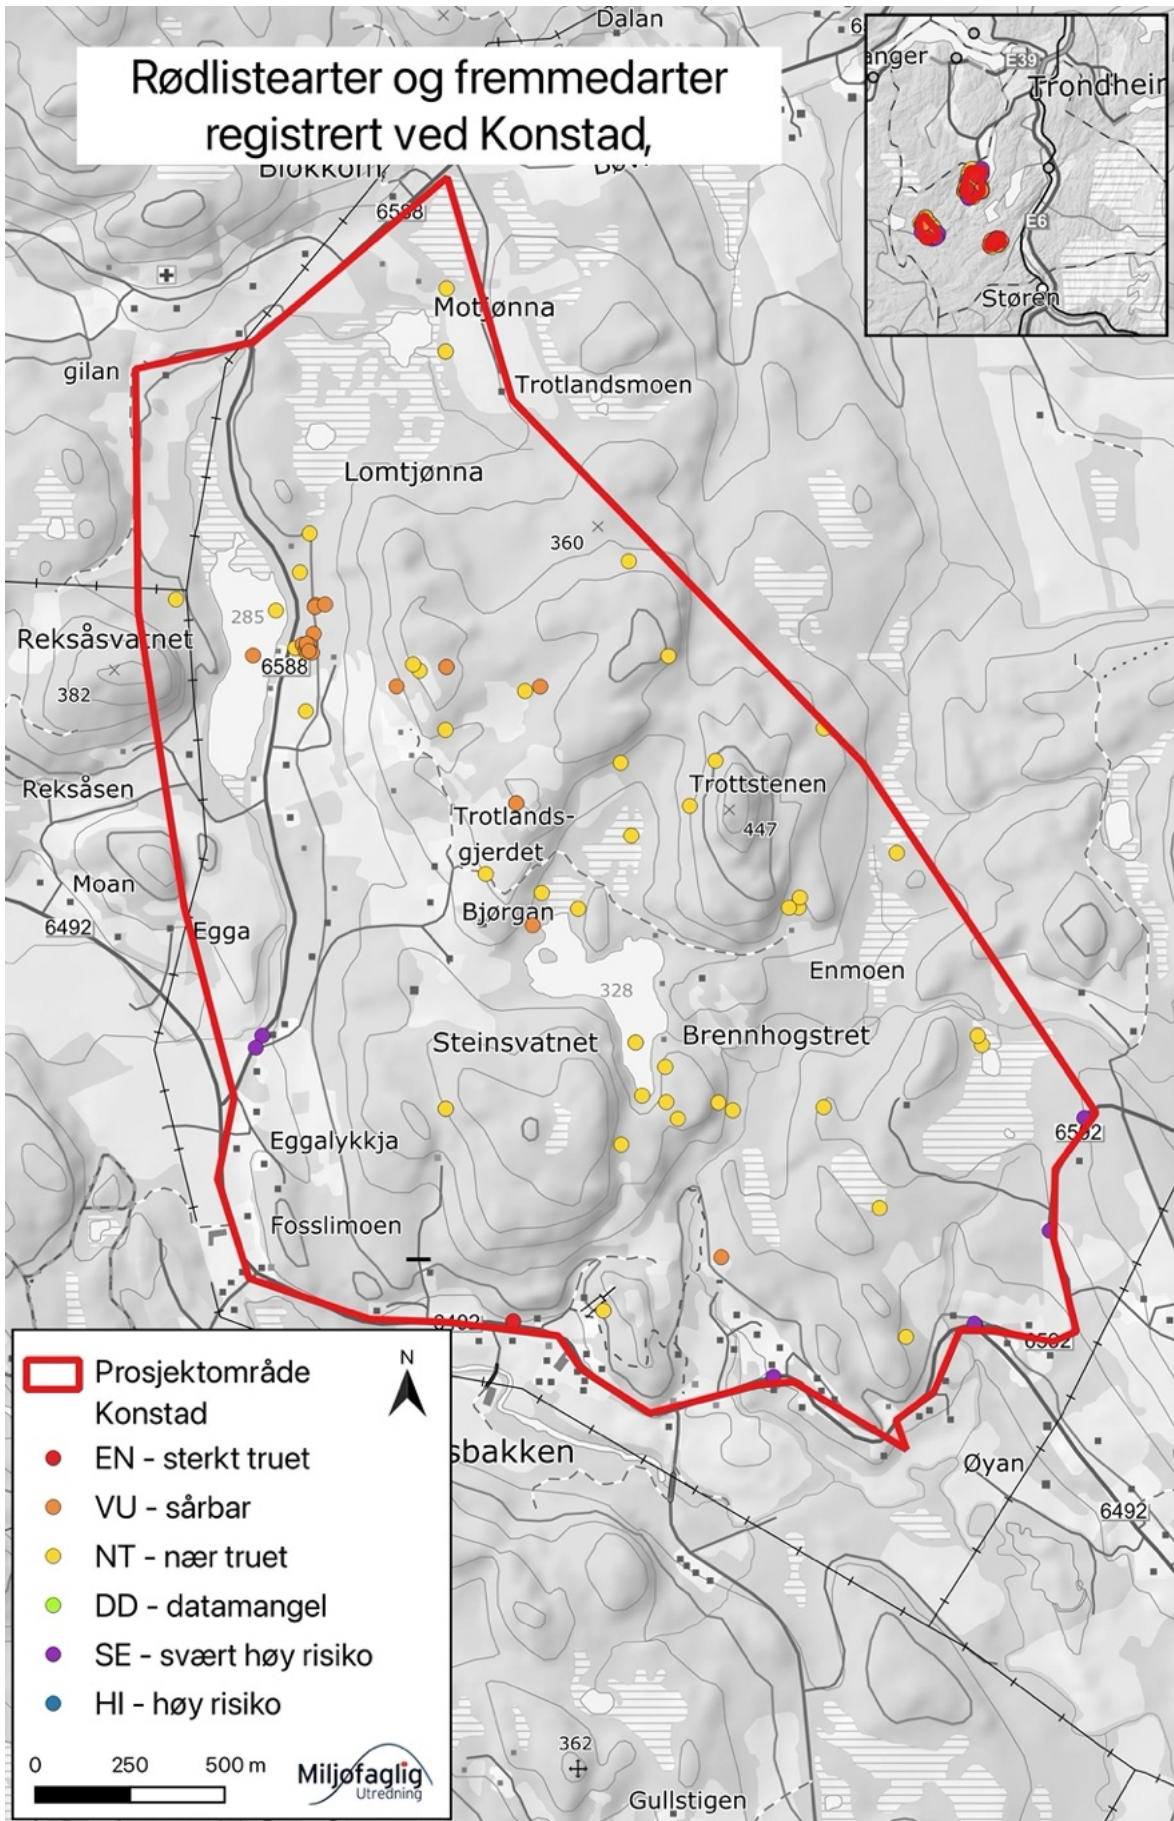 Dalan
Rødlistearter og fremmedarter
registrert ved Konstad,
anger
E39
Trondheim
E6
Støren
6588
Motjønna
gilan
Trotlandsmoen
Lomtjønna
360
285
Reksåsvatnet
6588
382
Reksåsen
Trottstenen
447
Trotlands-
gjerdet
Moan
Bjørgan
6492
Egga
Enmoen
328
Steinsvatnet
Brennhogstret
6592
Eggalykkja
Fosslimoen
6492
6592
Prosjektområde
Konstad
N
EN - sterkt truet
VU - sårbar
NT - nær truet
DD - datamangel
SE - svært høy risiko
HI - høy risiko
0 250 500 m
Miljøfaglig
Utredning
sbakken
Øyan
6492
362
Gullstigen